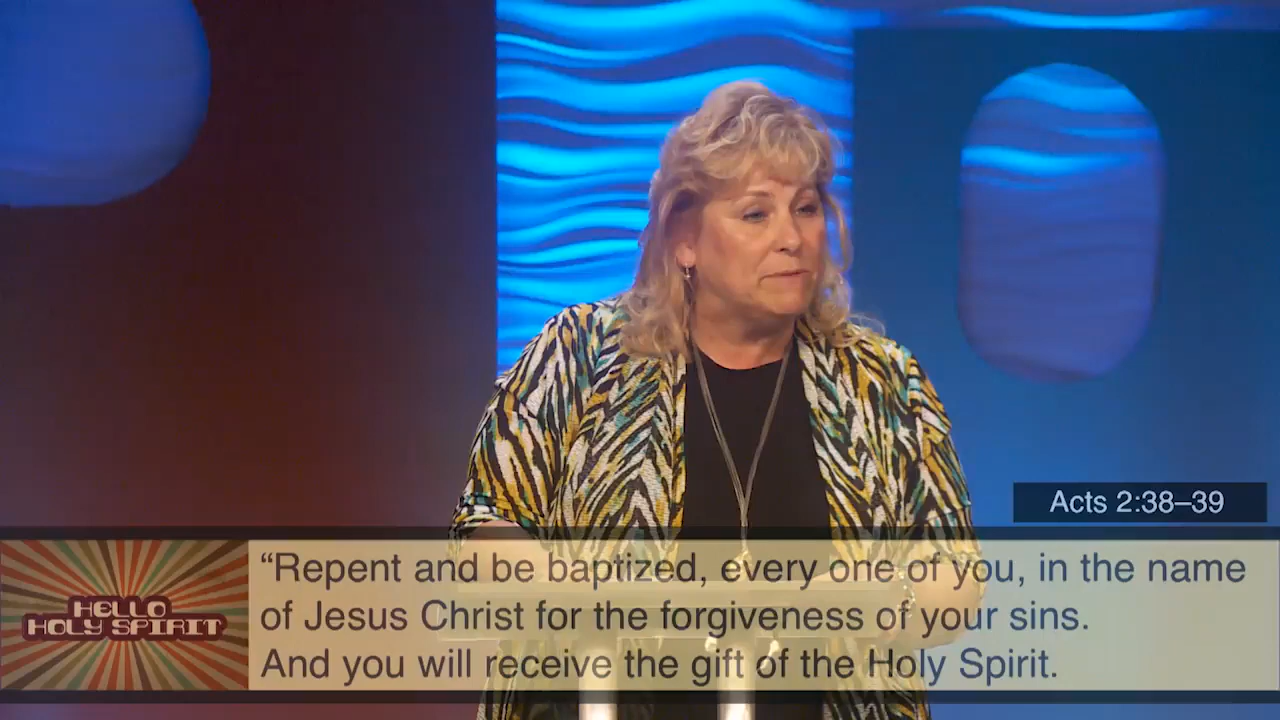 Acts 2:38–39
HELLO
HOLY SPIRIT
“Repent and be baptized, every one of you, in the name
of Jesus Christ for the forgiveness of your sins.
And you will receive the gift of the Holy Spirit.